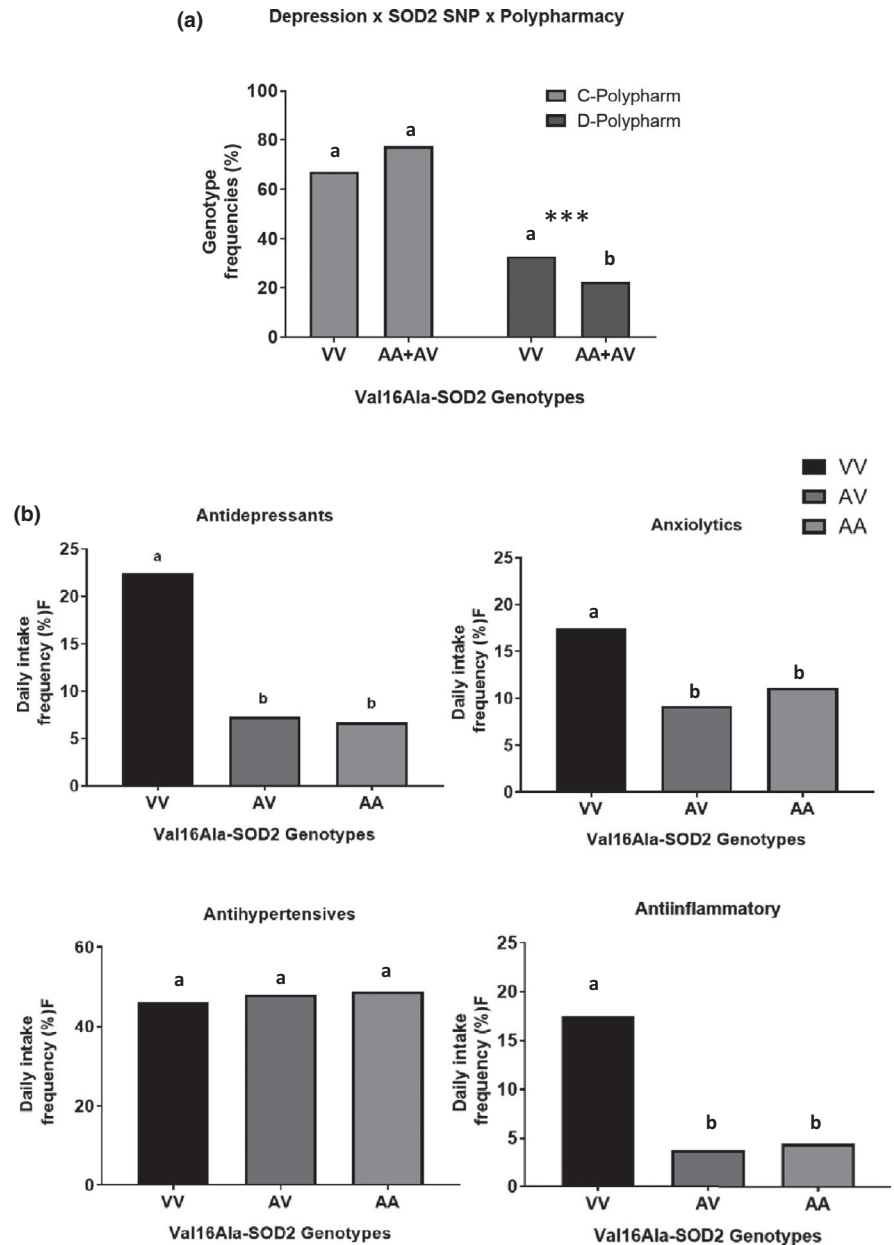 (a)
Depression x SOD2 SNP x Polypharmacy
C-Polypharm
D-Polypharm
Genotype
frequencies (%)
100
80
60
40
20
0
a
a
a
***
b
VV
AA+AV
VV
AA+AV
Val16Ala-SOD2 Genotypes
VV
AV
AA
(b)
Antidepressants
Daily intake
frequency (%)F
25
20
15
10
5
0
a
b
b
VV
AV
AA
Val16Ala-SOD2 Genotypes
Anxiolytics
Daily intake
frequency (%)F
25
20
15
10
5
0
a
b
b
VV
AV
AA
Val16Ala-SOD2 Genotypes
Antihypertensives
Daily intake
frequency (%)F
60
40
20
0
a
a
a
VV
AV
AA
Val16Ala-SOD2 Genotypes
Antiinflammatory
Daily intake
frequency (%)F
25
20
15
10
5
0
a
b
b
VV
AV
AA
Val16Ala-SOD2 Genotypes